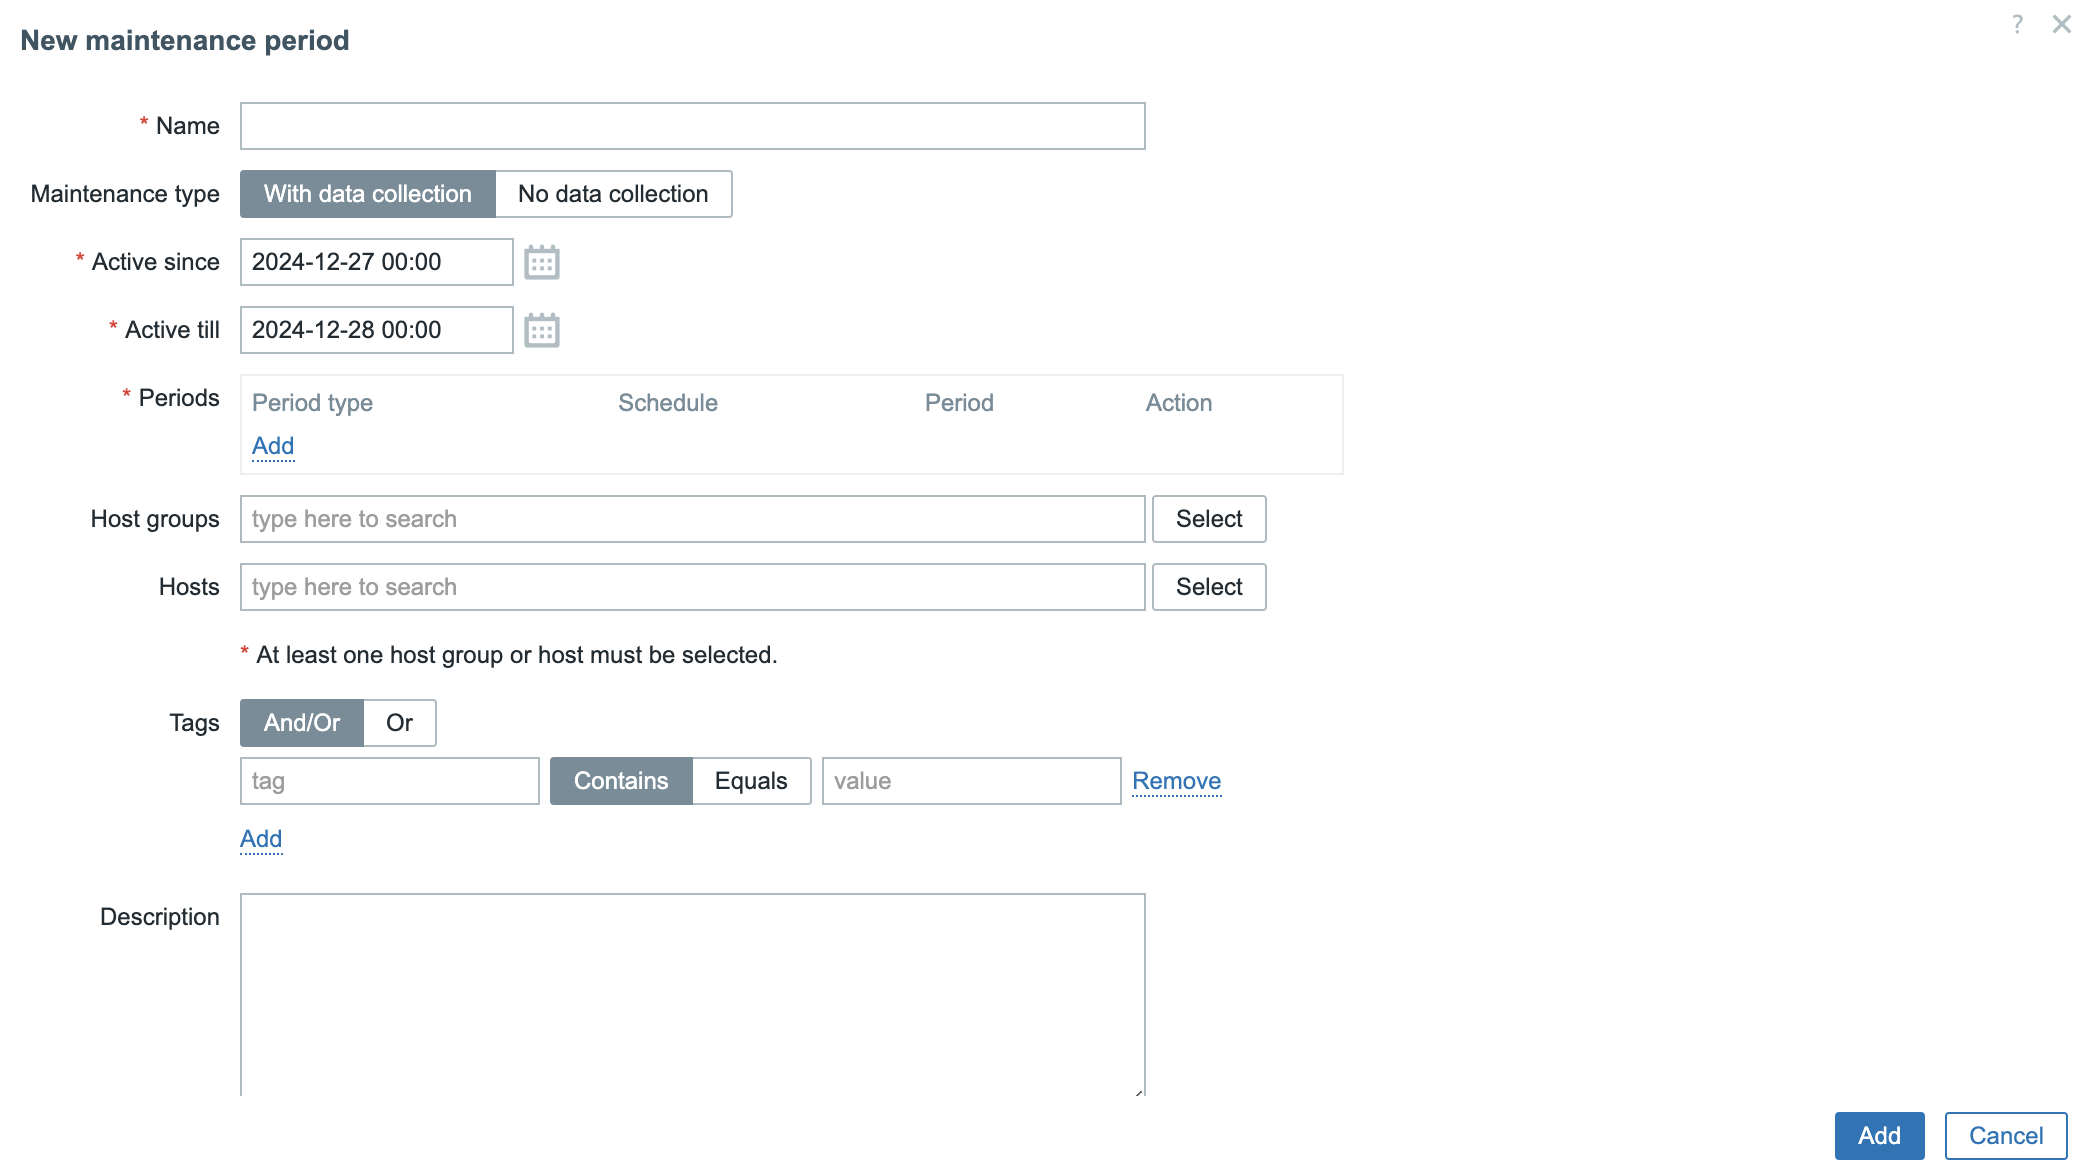 New maintenance period
?
* Name
Maintenance type With data collection No data collection
* Active since 2024-12-27 00:00
* Active till 2024-12-28 00:00
* Periods Period type Schedule Period Action
Add
Host groups type here to search Select
Hosts type here to search Select
* At least one host group or host must be selected.
Tags And/Or Or
tag Contains Equals value Remove
Add
Description
Add Cancel